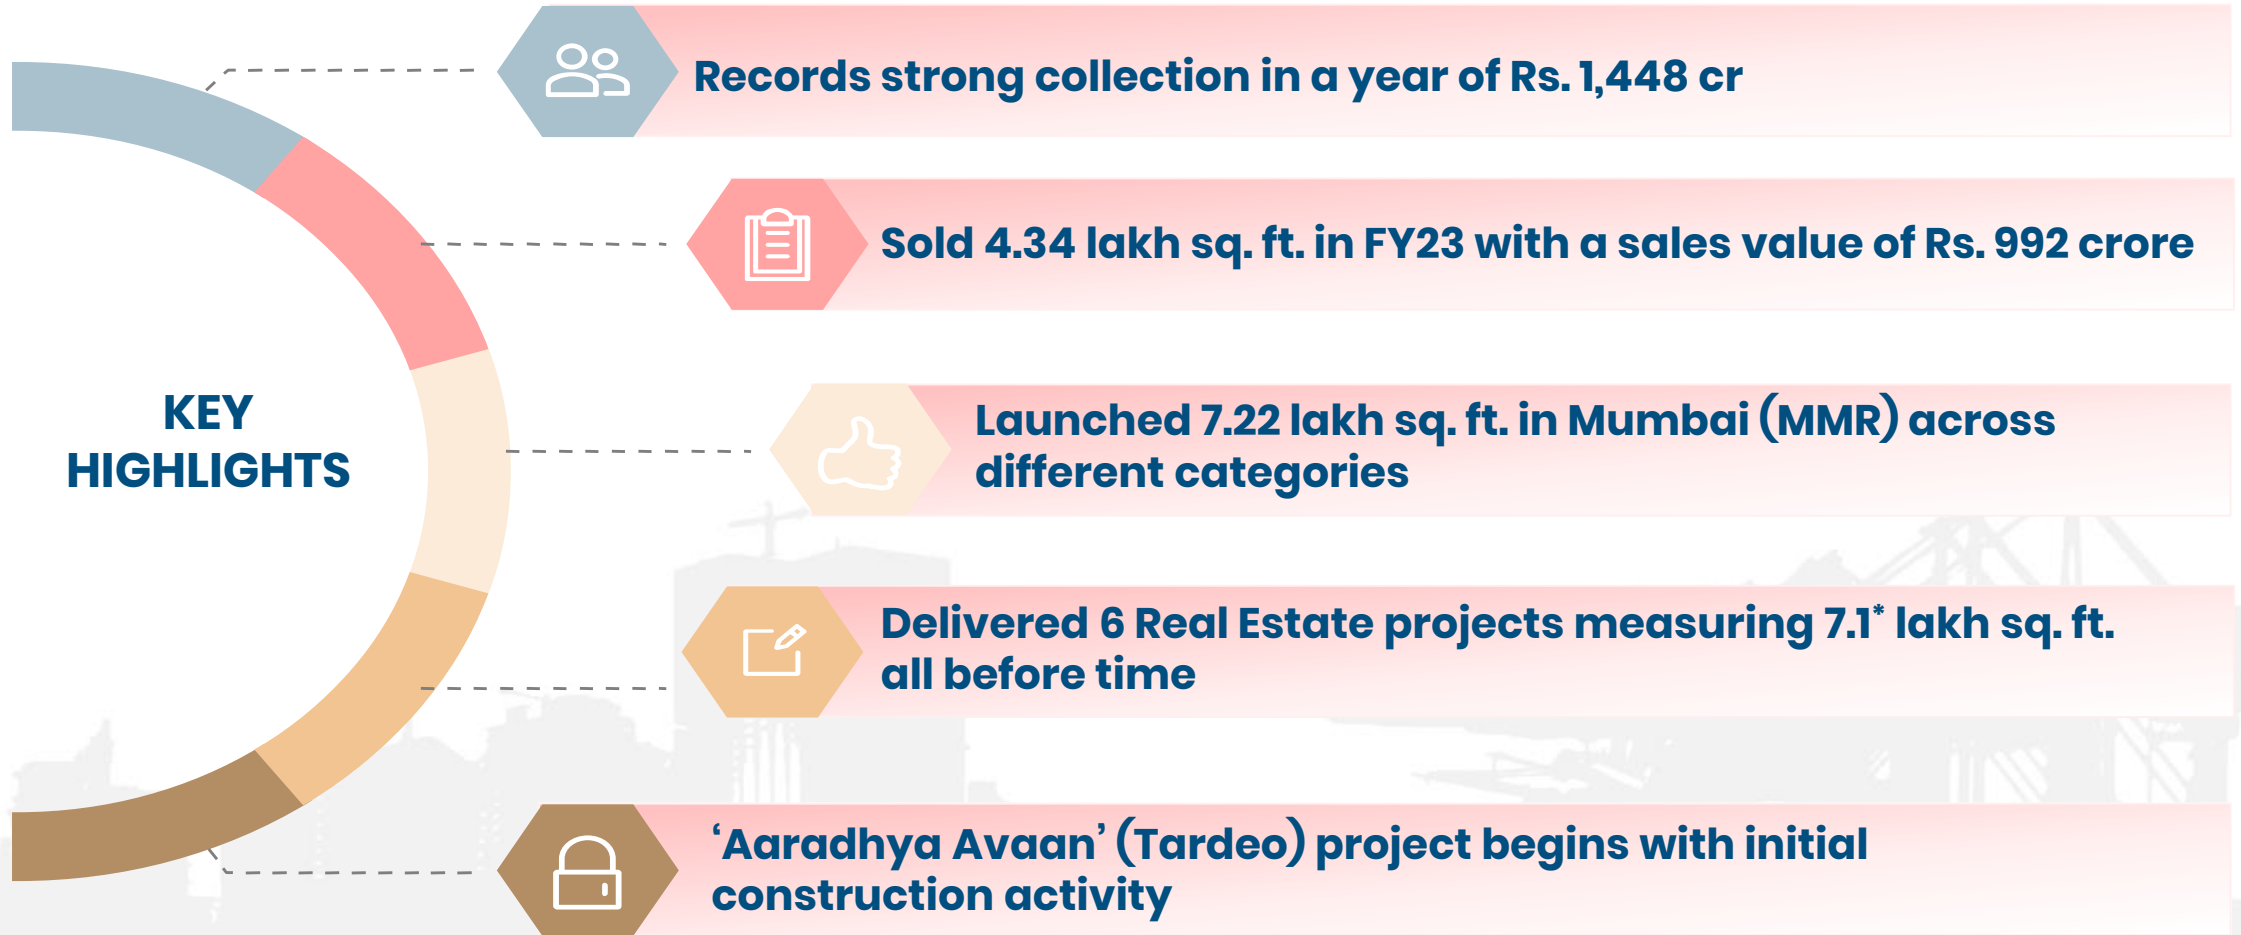 KEY
HIGHLIGHTS
Records strong collection in a year of Rs. 1,448 cr
Sold 4.34 lakh sq. ft. in FY23 with a sales value of Rs. 992 crore
Launched 7.22 lakh sq. ft. in Mumbai (MMR) across
different categories
Delivered 6 Real Estate projects measuring 7.1* lakh sq. ft.
all before time
‘Aaradhya Avaan’ (Tardeo) project begins with initial
construction activity